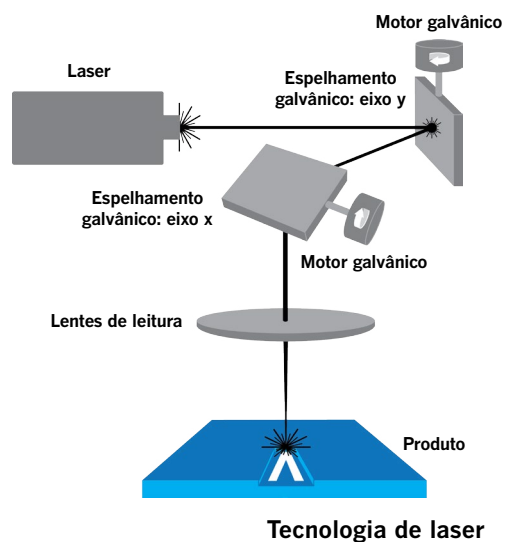 Motor galvânico
Laser
Espelhamento
galvânico: eixo y
Espelhamento
galvânico: eixo x
Motor galvânico
Lentes de leitura
Produto
Tecnologia de laser